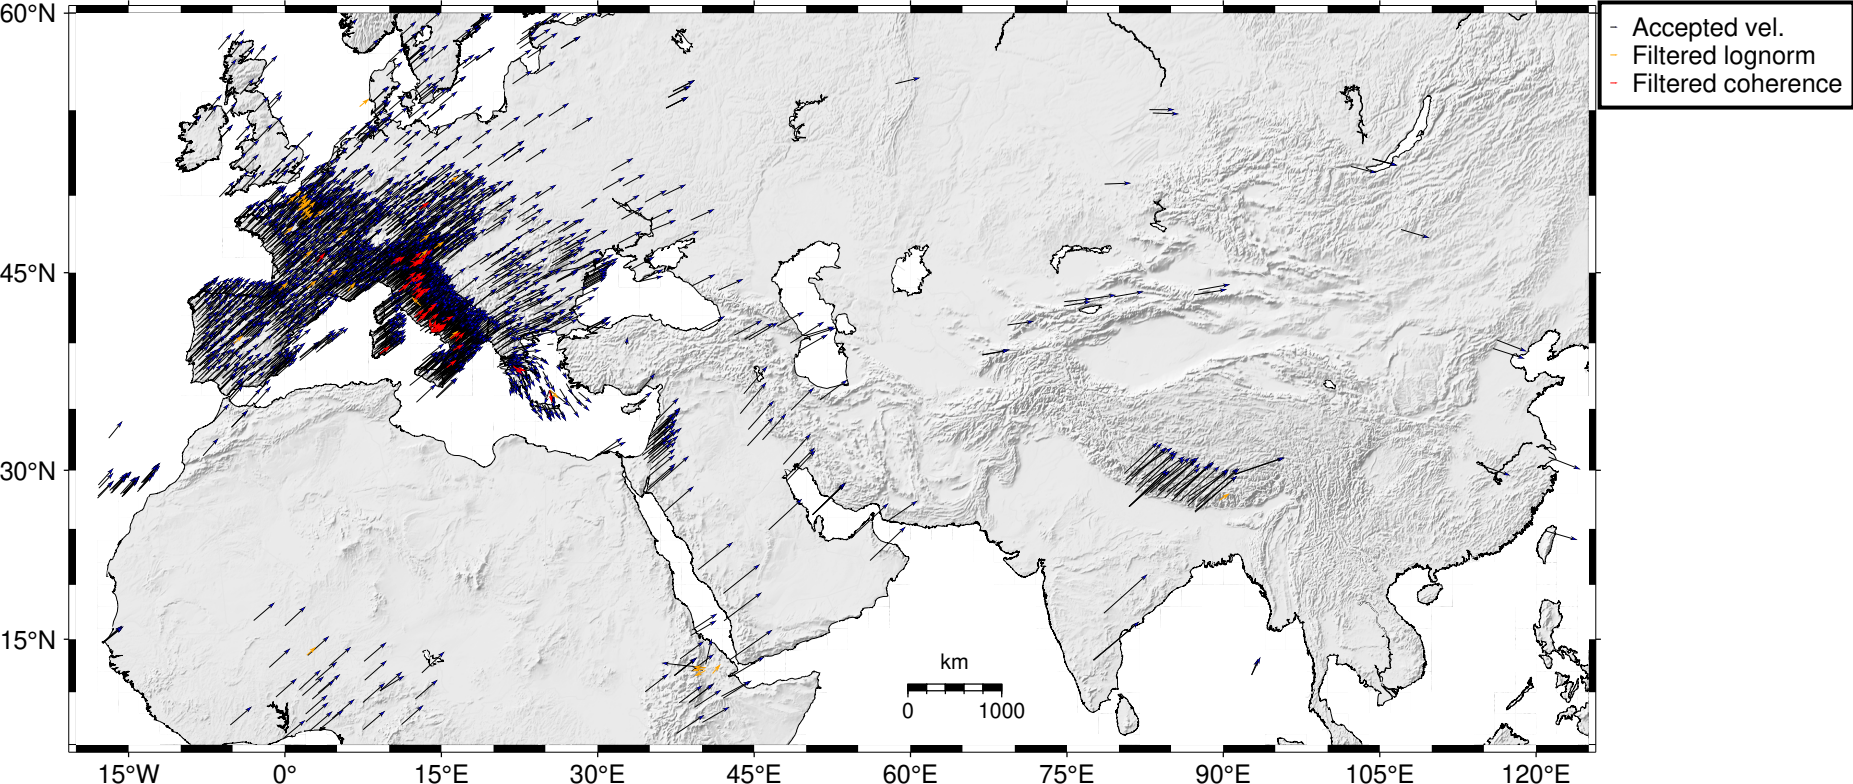 60°N
45°N
30°N
15°N
Accepted vel.
Filtered lognorm
Filtered coherence
km
0 1000
15°W 0° 15°E 30°E 45°E 60°E 75°E 90°E 105°E 120°E